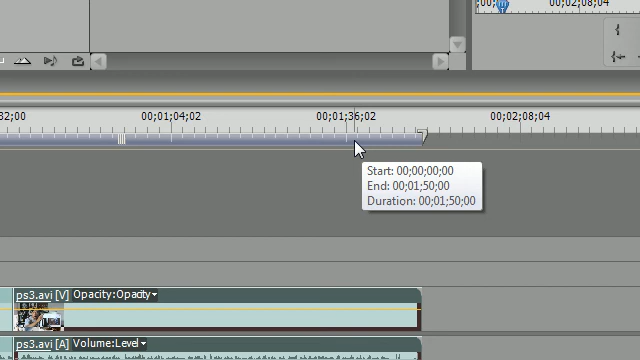 ;00; 00;02;08;04
32;00 00;01;04;02 00;01;36;02 00;02;08;04
Start: 00;00;00;00
End: 00;01;50;00
Duration: 00;01;50;00
ps3.avi [V] Opacity:Opacity
ps3.avi [A] Volume:Level